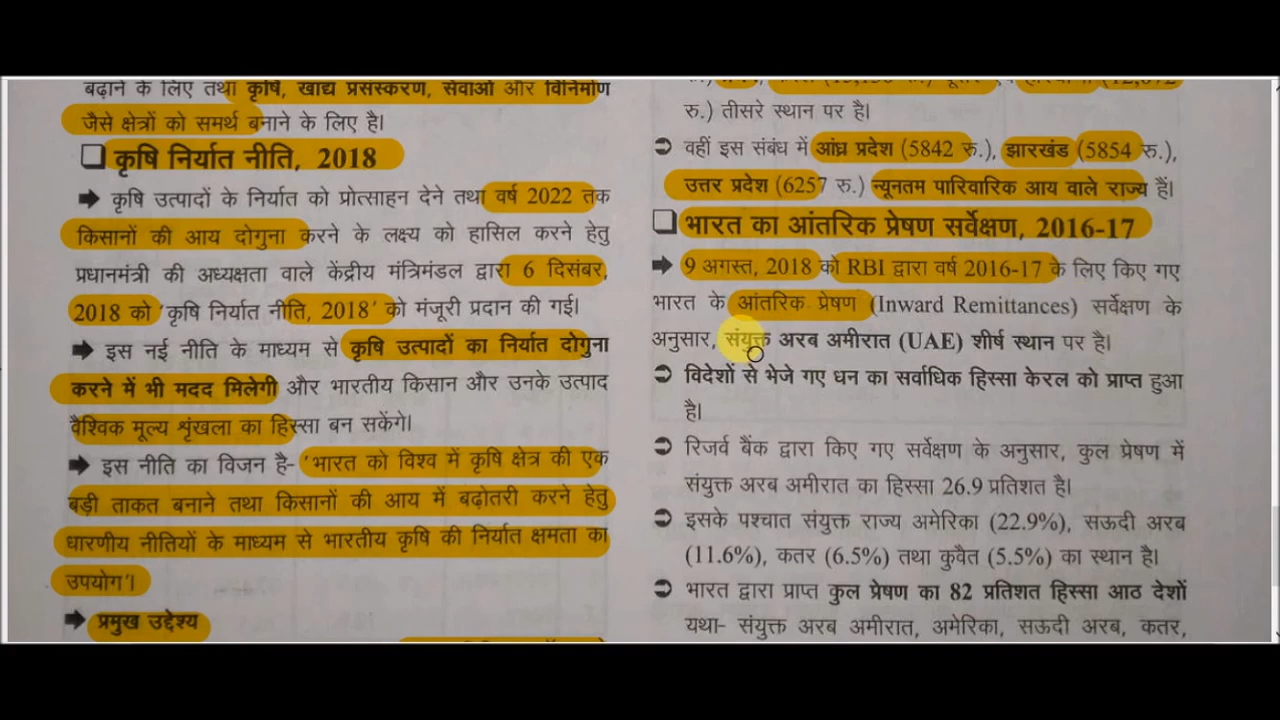 बढ़ाने के लिए तथा कृषि, खाद्य प्रसंस्करण, सेवाओं और विनिर्माण
जैसे क्षेत्रों को समर्थ बनाने के लिए है।
कृषि निर्यात नीति, 2018
कृषि उत्पादों के निर्यात को प्रोत्साहन देने तथा वर्ष 2022 तक
किसानों की आय दोगुना करने के लक्ष्य को हासिल करने हेतु
प्रधानमंत्री की अध्यक्षता वाले केंद्रीय मंत्रिमंडल द्वारा 6 दिसंबर,
2018 को 'कृषि निर्यात नीति, 2018' को मंजूरी प्रदान की गई।
इस नई नीति के माध्यम से कृषि उत्पादों का निर्यात दोगुना
करने में भी मदद मिलेगी और भारतीय किसान और उनके उत्पाद
वैश्विक मूल्य शृंखला का हिस्सा बन सकेंगे।
इस नीति का विजन है- 'भारत को विश्व में कृषि क्षेत्र की एक
बड़ी ताकत बनाने तथा किसानों की आय में बढ़ोतरी करने हेतु
धारणीय नीतियों के माध्यम से भारतीय कृषि की निर्यात क्षमता का
उपयोग'।
प्रमुख उद्देश्य
रु.) तीसरे स्थान पर है।
वहीं इस संबंध में आंध्र प्रदेश (5842 रु.), झारखंड (5854 रु.),
उत्तर प्रदेश (6257 रु.) न्यूनतम पारिवारिक आय वाले राज्य हैं।
भारत का आंतरिक प्रेषण सर्वेक्षण, 2016-17
9 अगस्त, 2018 को RBI द्वारा वर्ष 2016-17 के लिए किए गए
भारत के आंतरिक प्रेषण (Inward Remittances) सर्वेक्षण के
अनुसार, संयुक्त अरब अमीरात (UAE) शीर्ष स्थान पर है।
विदेशों से भेजे गए धन का सर्वाधिक हिस्सा केरल को प्राप्त हुआ
है।
रिजर्व बैंक द्वारा किए गए सर्वेक्षण के अनुसार, कुल प्रेषण में
संयुक्त अरब अमीरात का हिस्सा 26.9 प्रतिशत है।
इसके पश्चात संयुक्त राज्य अमेरिका (22.9%), सऊदी अरब
(11.6%), कतर (6.5%) तथा कुवैत (5.5%) का स्थान है।
भारत द्वारा प्राप्त कुल प्रेषण का 82 प्रतिशत हिस्सा आठ देशों
यथा- संयुक्त अरब अमीरात, अमेरिका, सऊदी अरब, कतर,